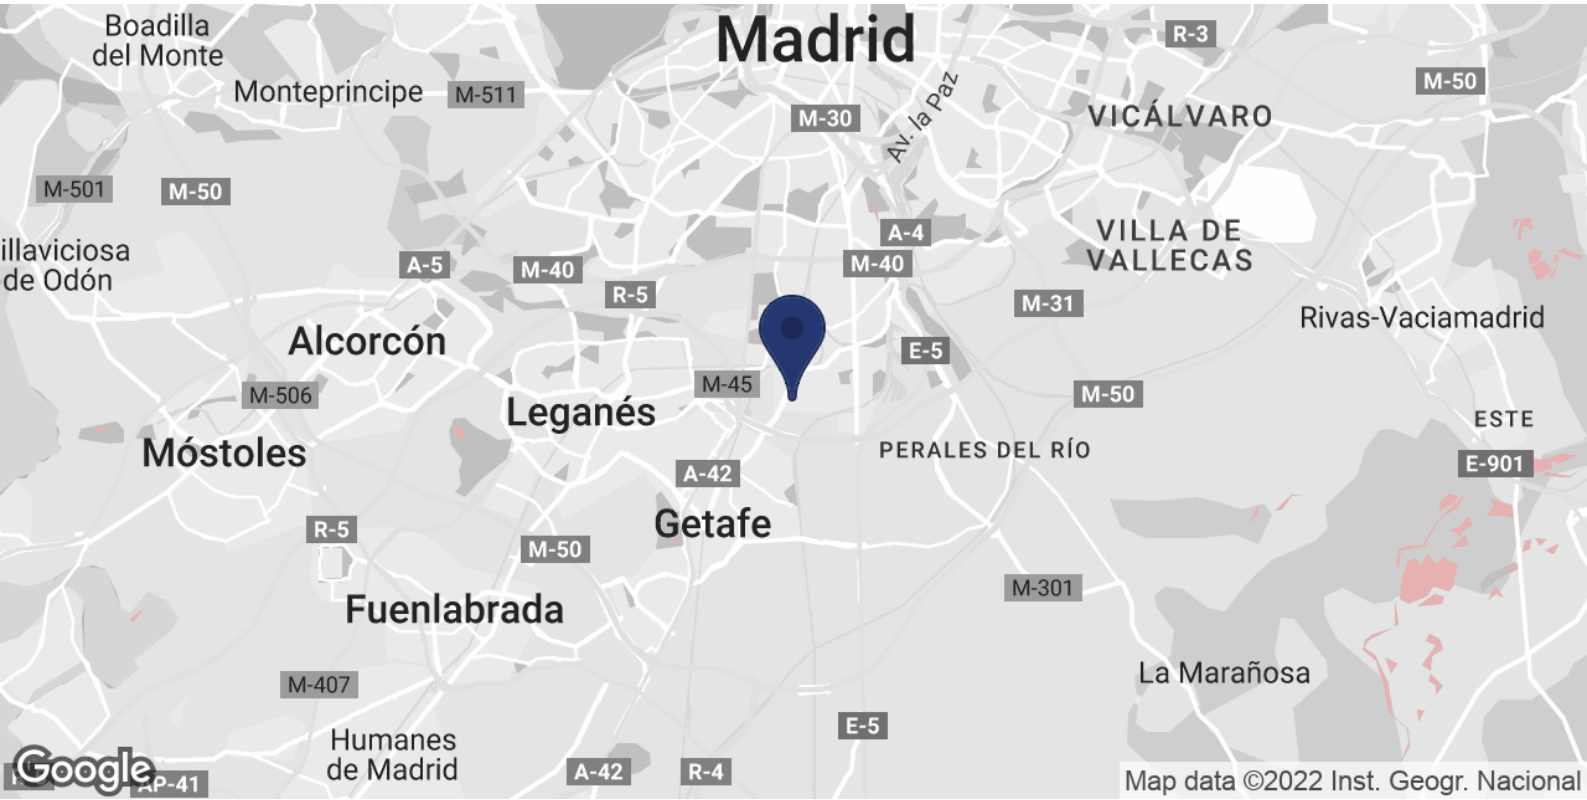 Boadilla
del Monte
Madrid
R-3
Monteprincipe
M-511
M-50
M-30
Av. la Paz
VICÁLVARO
M-501
M-50
A-4
VILLA DE
VALLECAS
illaviciosa
de Odón
A-5
M-40
M-40
R-5
M-31
Rivas-Vaciamadrid
Alcorcón
E-5
M-45
M-506
M-50
Leganés
ESTE
Móstoles
PERALES DEL RÍO
E-901
A-42
Getafe
R-5
M-50
M-301
Fuenlabrada
La Marañosa
M-407
E-5
Humanes
de Madrid
A-42
R-4
Google
AP-41
Map data ©2022 Inst. Geogr. Nacional